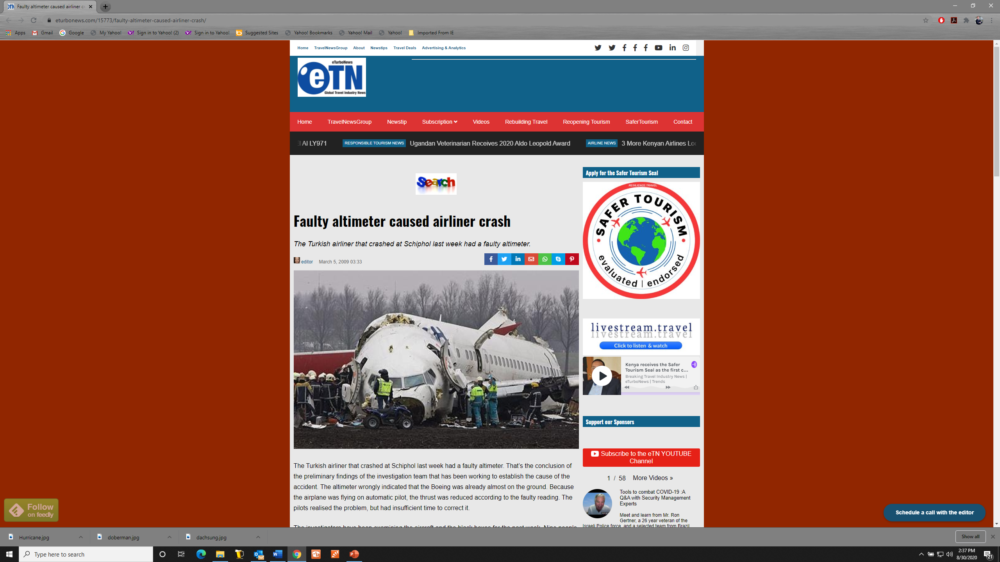 Faulty altimeter caused airliner cr
eturbonews.com/15773/faulty-altimeter-caused-airliner-crash/
Apps Gmail Google My Yahoo! Sign in to Yahoo! (2) Sign in to Yahoo! Suggested Sites Yahoo! Bookmarks Yahoo! Mail Yahoo! Imported From IE
Home TravelNewsGroup About Newstips Travel Deals Advertising & Analytics
eTurboNews
eTN
Global Travel Industry News
Home TravelNewsGroup Newstip Subscription Videos Rebuilding Travel Reopening Tourism SaferTourism Contact
El Al LY971 RESPONSIBLE TOURISM NEWS Ugandan Veterinarian Receives 2020 Aldo Leopold Award AIRLINE NEWS 3 More Kenyan Airlines Loc
Search
Faulty altimeter caused airliner crash
The Turkish airliner that crashed at Schiphol last week had a faulty altimeter.
editor March 5, 2009 03:33
The Turkish airliner that crashed at Schiphol last week had a faulty altimeter. That’s the conclusion of
the preliminary findings of the investigation team that has been working to establish the cause of the
accident. The altimeter wrongly indicated that the Boeing was already almost on the ground. Because
the airplane was flying on automatic pilot, the thrust was reduced according to the faulty reading. The
pilots realised the problem, but had insufficient time to correct it.
The investigators have been examining the aircraft and the black boxes for the past week. Nine people
Apply for the Safer Tourism Seal
RESILIENCE.TRAVEL
SAFER TOURISM
evaluated | endorsed
livestream.travel
livestream.travel
Click to listen & watch
Kenya receives the Safer
Tourism Seal as the first c...
Breaking Travel Industry News |
eTurboNews | Trends
Support our Sponsors
Subscribe to the eTN YOUTUBE
Channel
1 / 58 More Videos »
Tools to combat COVID-19 :A
Q&A with Security Management
Experts
Meet and learn from Mr. Ron
Gertner, a 26 year veteran of the
Israeli Police force, and a selected team from Brazil,
Follow
on feedly
Schedule a call with the editor
Hurricane.jpg doberman.jpg dachsung.jpg Show all
Type here to search
2:37 PM
8/30/2020
21